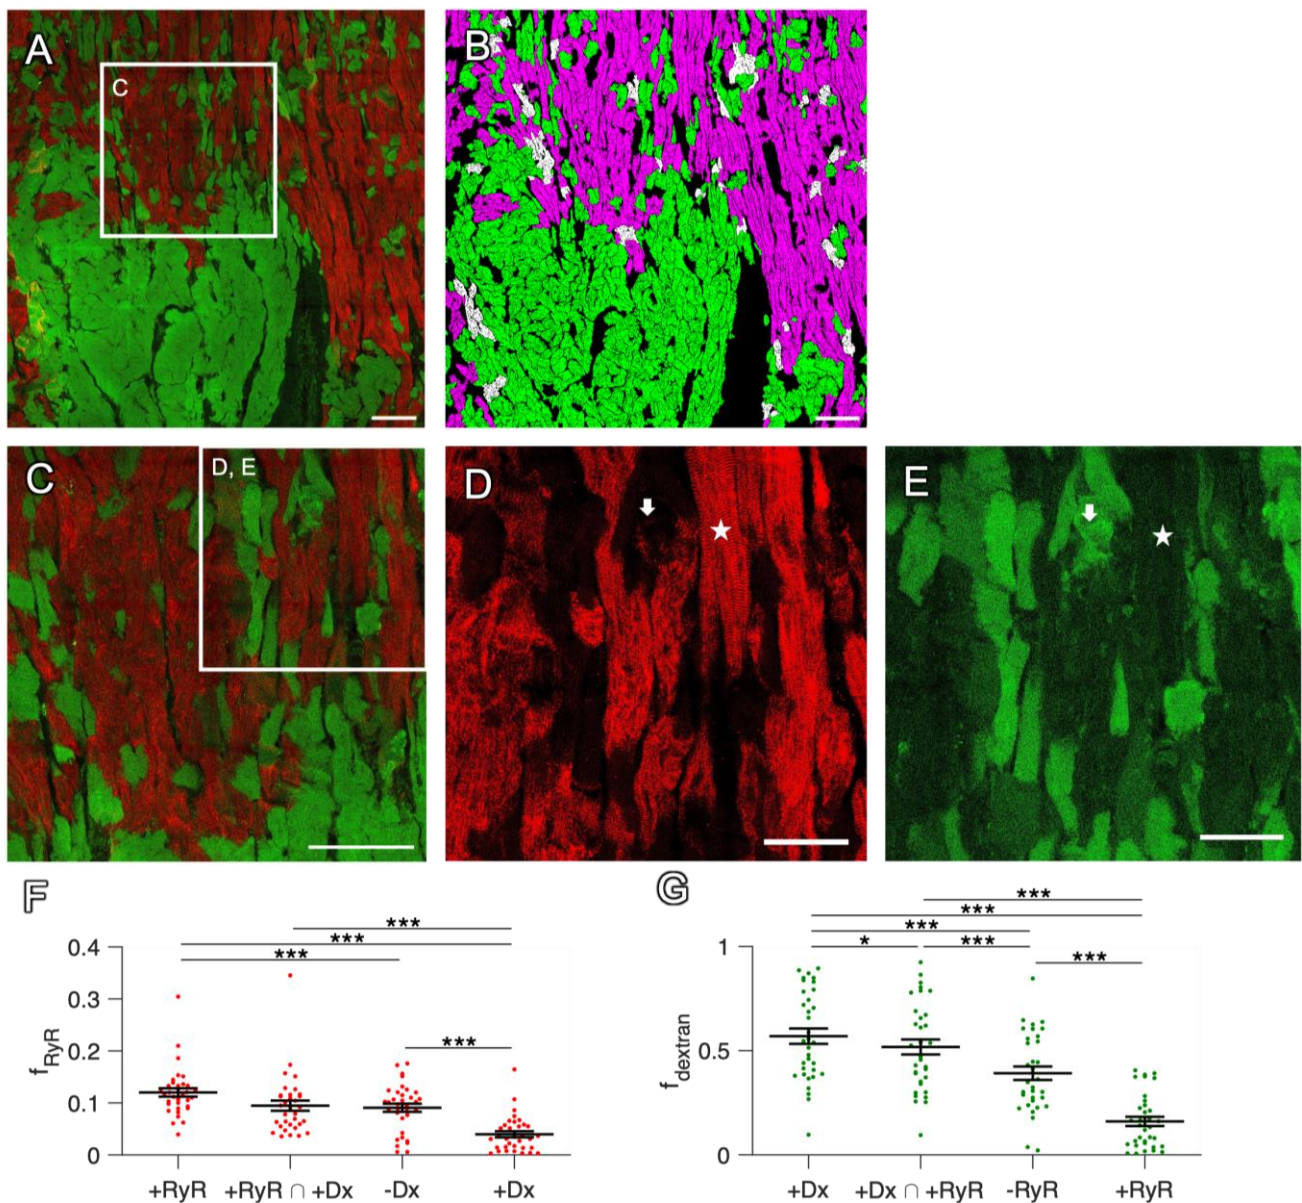 A
C
B
C
D, E
D
E
F
***
***
***
***
0.4
0.3
0.2
0.1
0
fRyR
+RyR
+RyR ∩ +Dx
-Dx
+Dx
G
***
***
***
*
***
***
1
0.5
0
fdextran
+Dx
+Dx ∩ +RyR
-RyR
+RyR